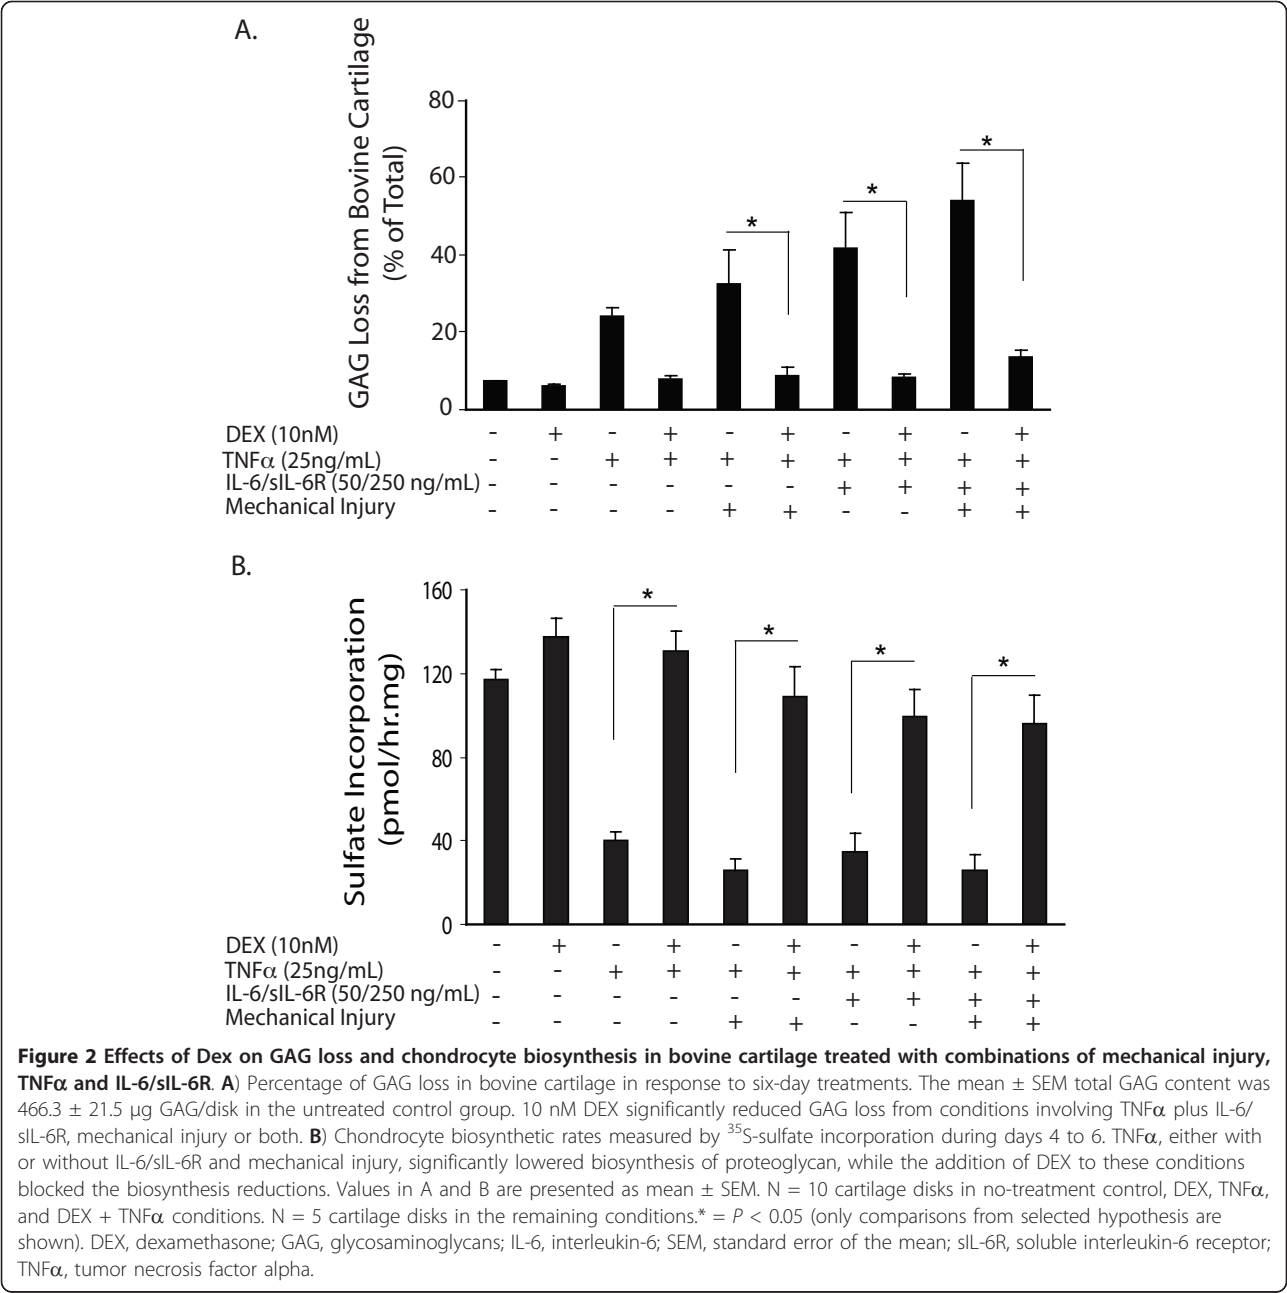 A.
GAG Loss from Bovine Cartilage
(% of Total)
80
60
40
20
0
* * *
DEX (10nM) - + - + - + - + - +
TNFα (25ng/mL) - - + + + + + + + +
IL-6/sIL-6R (50/250 ng/mL) - - - - - - + + + +
Mechanical Injury - - - - + + - - + +
B.
Sulfate Incorporation
(pmol/hr.mg)
160
120
80
40
0
* * * *
DEX (10nM) - + - + - + - + - +
TNFα (25ng/mL) - - + + + + + + + +
IL-6/sIL-6R (50/250 ng/mL) - - - - - - + + + +
Mechanical Injury - - - - + + - - + +
Figure 2 Effects of Dex on GAG loss and chondrocyte biosynthesis in bovine cartilage treated with combinations of mechanical injury,
TNFα and IL-6/sIL-6R. A) Percentage of GAG loss in bovine cartilage in response to six-day treatments. The mean ± SEM total GAG content was
466.3 ± 21.5 μg GAG/disk in the untreated control group. 10 nM DEX significantly reduced GAG loss from conditions involving TNFα plus IL-6/
sIL-6R, mechanical injury or both. B) Chondrocyte biosynthetic rates measured by ³⁵S-sulfate incorporation during days 4 to 6. TNFα, either with
or without IL-6/sIL-6R and mechanical injury, significantly lowered biosynthesis of proteoglycan, while the addition of DEX to these conditions
blocked the biosynthesis reductions. Values in A and B are presented as mean ± SEM. N = 10 cartilage disks in no-treatment control, DEX, TNFα,
and DEX + TNFα conditions. N = 5 cartilage disks in the remaining conditions.* = P < 0.05 (only comparisons from selected hypothesis are
shown). DEX, dexamethasone; GAG, glycosaminoglycans; IL-6, interleukin-6; SEM, standard error of the mean; sIL-6R, soluble interleukin-6 receptor;
TNFα, tumor necrosis factor alpha.